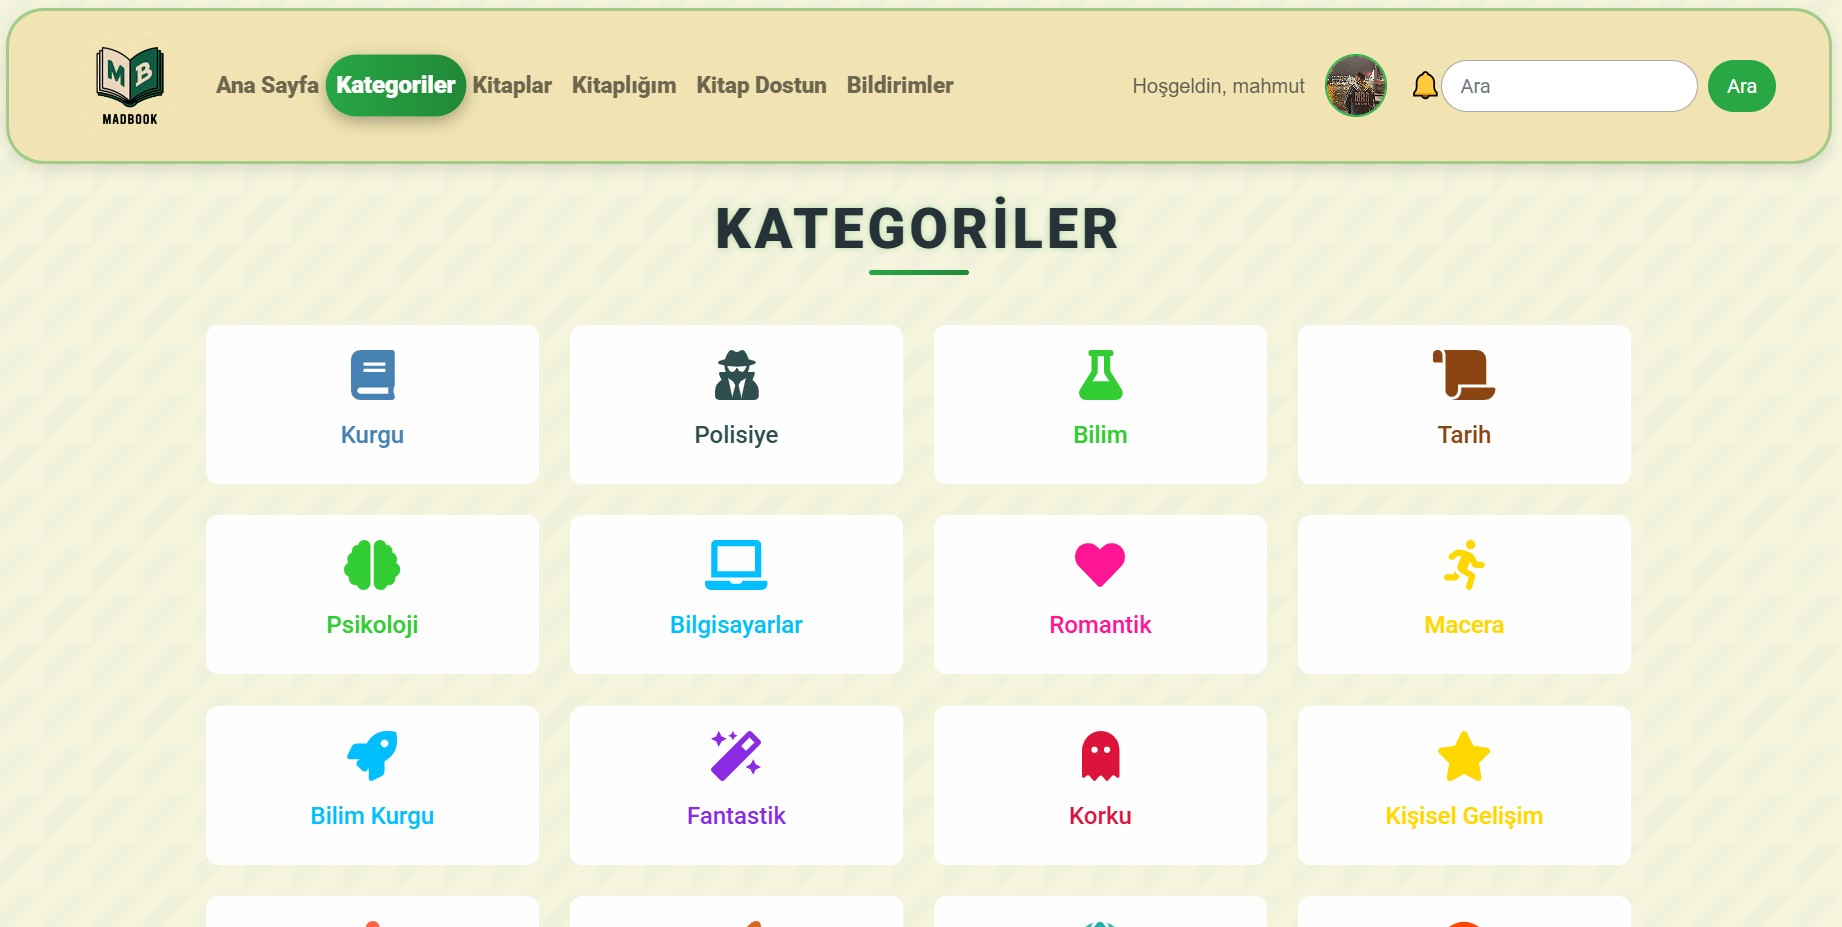 MB
MADBOOK
Ana Sayfa Kategoriler Kitaplar Kitaplığım Kitap Dostun Bildirimler
Hoşgeldin, mahmut
Ara
Ara
KATEGORİLER
Kurgu
Polisiye
Bilim
Tarih
Psikoloji
Bilgisayarlar
Romantik
Macera
Bilim Kurgu
Fantastik
Korku
Kişisel Gelişim